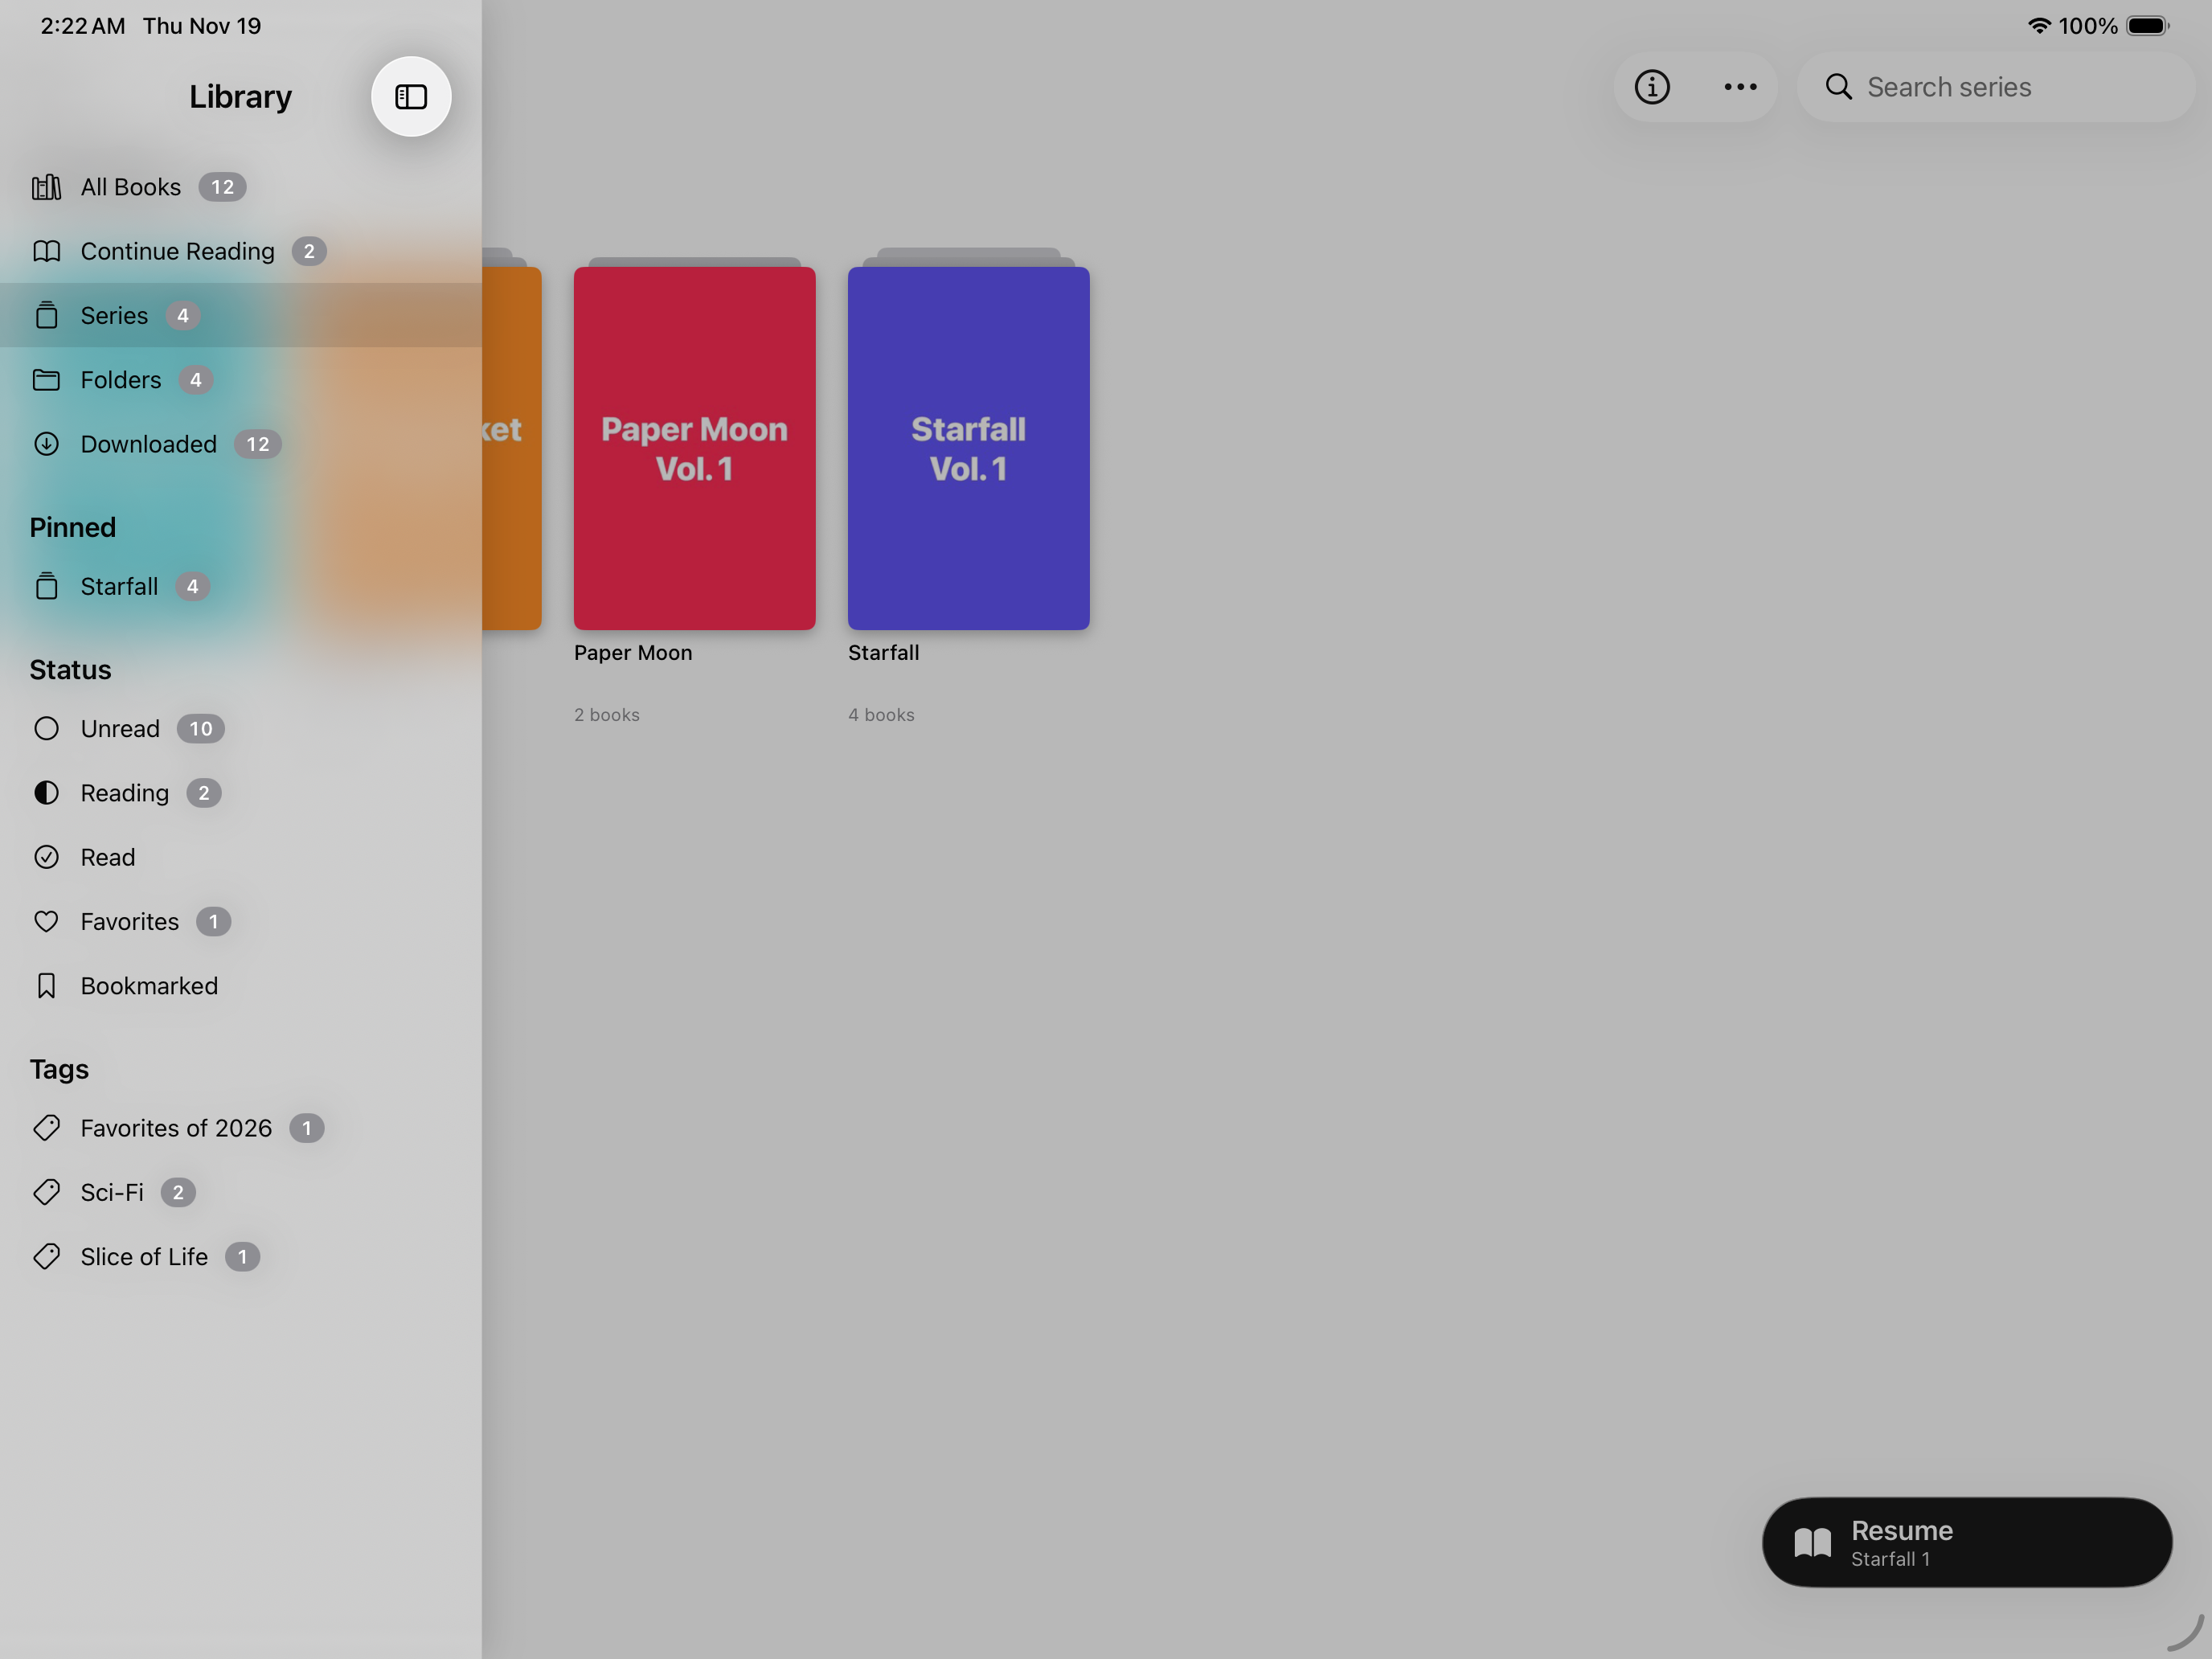 2:22 AM Thu Nov 19
100%
Library
Search series
All Books 12
Continue Reading 2
Series 4
Folders 4
Downloaded 12
Pinned
Starfall 4
Status
Unread 10
Reading 2
Read
Favorites 1
Bookmarked
Tags
Favorites of 2026 1
Sci-Fi 2
Slice of Life 1
ket
Paper Moon
Vol. 1
Paper Moon
2 books
Starfall
Vol. 1
Starfall
4 books
Resume
Starfall 1